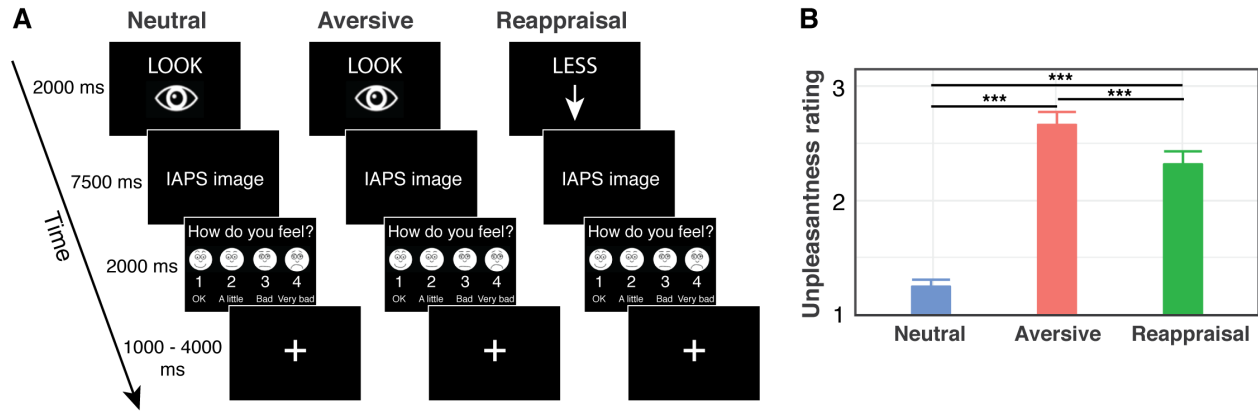 A
Neutral
Aversive
Reappraisal
2000 ms
LOOK
LOOK
LESS
7500 ms
IAPS image
IAPS image
IAPS image
Time
2000 ms
How do you feel?
1 2 3 4
OK A little Bad Very bad
How do you feel?
1 2 3 4
OK A little Bad Very bad
How do you feel?
1 2 3 4
OK A little Bad Very bad
1000 - 4000
ms
B
Unpleasantness rating
3
2
1
***
***
***
Neutral
Aversive
Reappraisal